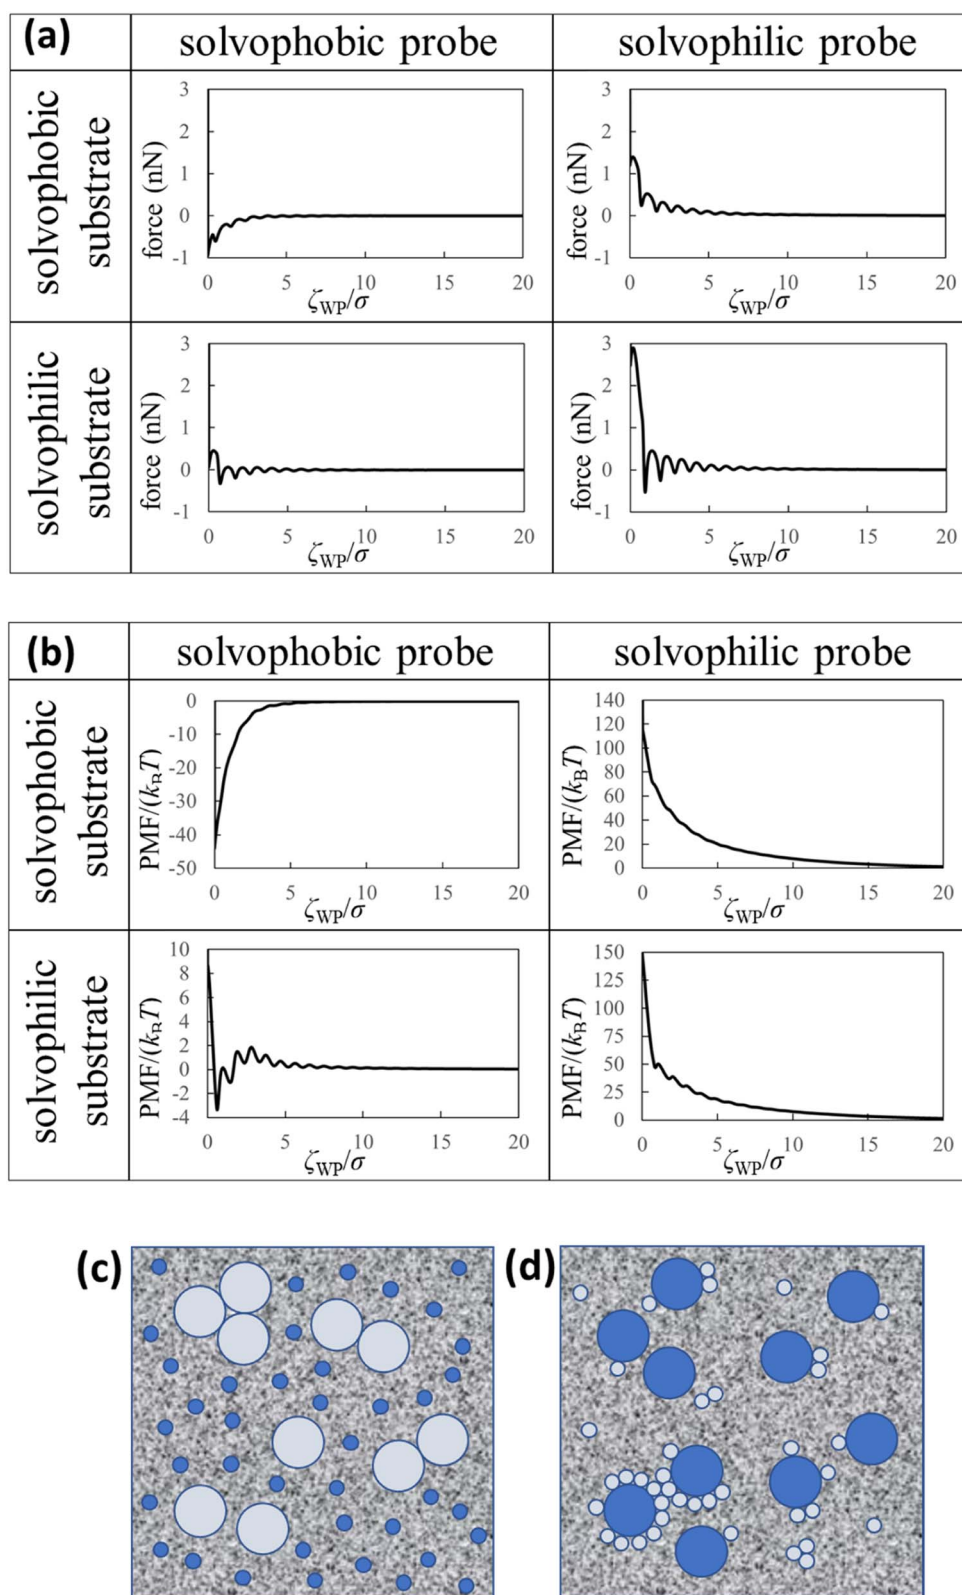 (a)
solvophobic probe
solvophilic probe
solvophobic
substrate
force (nN)
3
2
1
0
-1
0 5 10 15 20
ζWP/σ
force (nN)
3
2
1
0
-1
0 5 10 15 20
ζWP/σ
solvophilic
substrate
force (nN)
3
2
1
0
-1
0 5 10 15 20
ζWP/σ
force (nN)
3
2
1
0
-1
0 5 10 15 20
ζWP/σ
(b)
solvophobic probe
solvophilic probe
solvophobic
substrate
PMF/(kBT)
0
-10
-20
-30
-40
-50
0 5 10 15 20
ζWP/σ
PMF/(kBT)
140
120
100
80
60
40
20
0
0 5 10 15 20
ζWP/σ
solvophilic
substrate
PMF/(kBT)
10
8
6
4
2
0
-2
-4
0 5 10 15 20
ζWP/σ
PMF/(kBT)
150
125
100
75
50
25
0
0 5 10 15 20
ζWP/σ
(c)
(d)